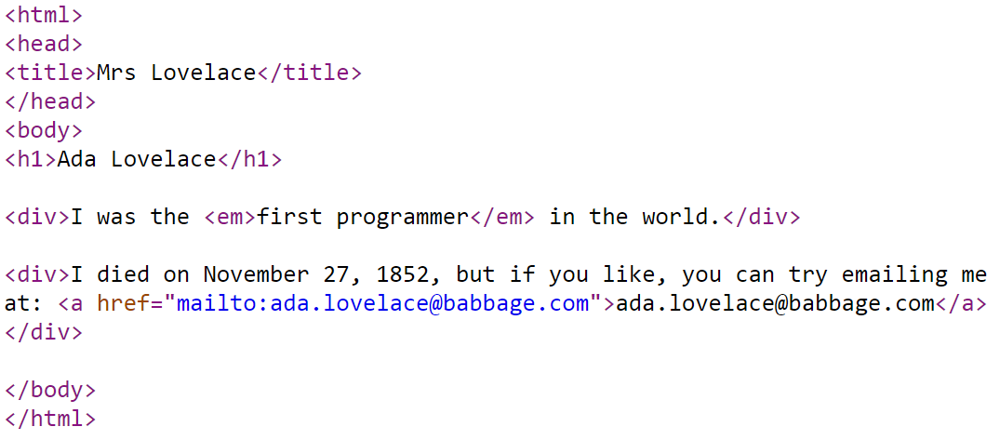 <html>
<head>
<title>Mrs Lovelace</title>
</head>
<body>
<h1>Ada Lovelace</h1>
<div>I was the <em>first programmer</em> in the world.</div>
<div>I died on November 27, 1852, but if you like, you can try emailing me
at: <a href="mailto:ada.lovelace@babbage.com">ada.lovelace@babbage.com</a>
</div>
</body>
</html>